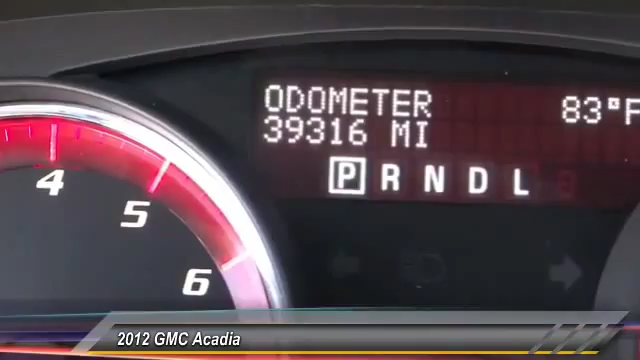 ODOMETER 83°F
39316 MI
P R N D L
4
5
6
2012 GMC Acadia